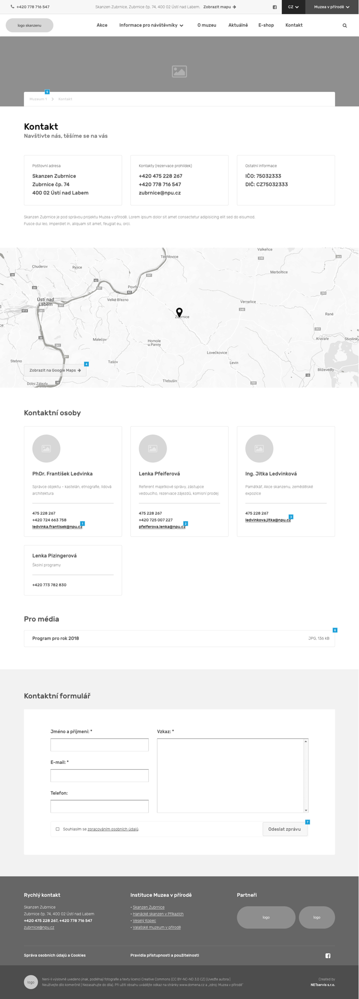 +420 778 716 547
Skanzen Zubrnice, Zubrnice čp. 74, 400 02 Ústí nad Labem. Zobrazit mapu
CZ
Muzea v přírodě
logo skanzenu
Akce
Informace pro návštěvníky
O muzeu
Aktuálně
E-shop
Kontakt
5
Muzeum 1
Kontakt
Kontakt
Navštivte nás, těšíme se na vás
Poštovní adresa
Skanzen Zubrnice
Zubrnice čp. 74
400 02 Ústí nad Labem
Kontakty (rezervace prohlídek)
+420 475 228 267
+420 778 716 547
zubrnice@npu.cz
Ostatní informace
IČO: 75032333
DIČ: CZ75032333
Skanzen Zubrnice je pod správou projektu Muzea v přírodě. Lorem ipsum dolor sit amet consectetur adipisicing elit sed do eisumod.
Fusce dui leo, imperdiet in, aliquam sit amet, feugiat eu, orci.
Valkeřice
Těchlovice
Chuderov
Ryjice
Merboltice
Povrly
Ústí nad
Labem
Velké Březno
Verneřice
Rané
Zubrnice
Malečov
Homole
u Panny
Kravaře
Stvolínky
Lovečkovice
Stebno
Tašov
Levín
Blíževedly
Třebušín
Dolní Zálezly
4
Zobrazit na Google Maps
Kontaktní osoby
PhDr. František Ledvinka
Správce objektu - kastelán, etnografie, lidová
architektura
475 228 267
+420 724 663 758
ledvinka.frantisek@npu.cz
1
Lenka Pfeiferová
Referent majetkové správy, zástupce
vedoucího, rezervace zájezdů, komisní prodej
475 228 267
+420 725 007 227
pfeiferova.lenka@npu.cz
2
Ing. Jitka Ledvinková
Památkář, Akce skanzenu, zemědělské
expozice
475 228 267
ledvinkova.jitka@npu.cz
3
Lenka Pizingerová
Školní programy
+420 773 782 830
Pro média
6
Program pro rok 2018
JPG, 136 kB
Kontaktní formulář
Jméno a příjmení: *
Vzkaz: *
E-mail: *
Telefon:
Souhlasím se zpracováním osobních údajů.
7
Odeslat zprávu
Rychlý kontakt
Skanzen Zubrnice
Zubrnice čp. 74, 400 02 Ústí nad Labem
+420 475 228 267, +420 778 716 547
zubrnice@npu.cz
Instituce Muzea v přírodě
• Skanzen Zubrnice
• Hanácké skanzen v Příkazích
• Veselý Kopec
• Valašské muzeum v přírodě
Partneři
logo
logo
Správa osobních údajů a Cookies
Pravidla přístupnosti a použitelnosti
logo
Není-li výslovně uvedeno jinak, podléhají fotografie a texty licenci Creative Commons (CC BY-NC-ND 3.0 CZ) (Uveďte autora |
Neužívejte dílo komerčně | Nezasahujte do díla). Při užití obsahu uvádějte odkaz na stránky www.domena.cz a „zdroj: Muzea v přírodě"
Created by
NETservis s.r.o.